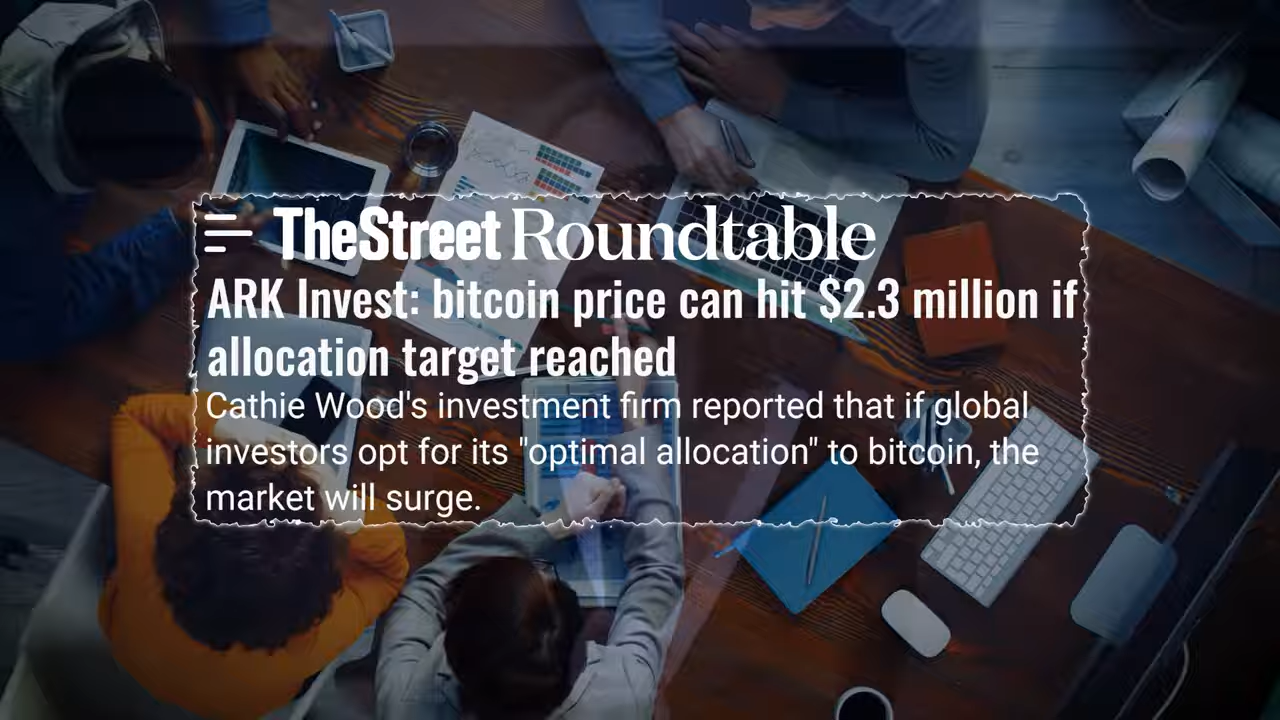 TheStreet Roundtable
ARK Invest: bitcoin price can hit $2.3 million if
allocation target reached
Cathie Wood's investment firm reported that if global
investors opt for its "optimal allocation" to bitcoin, the
market will surge.